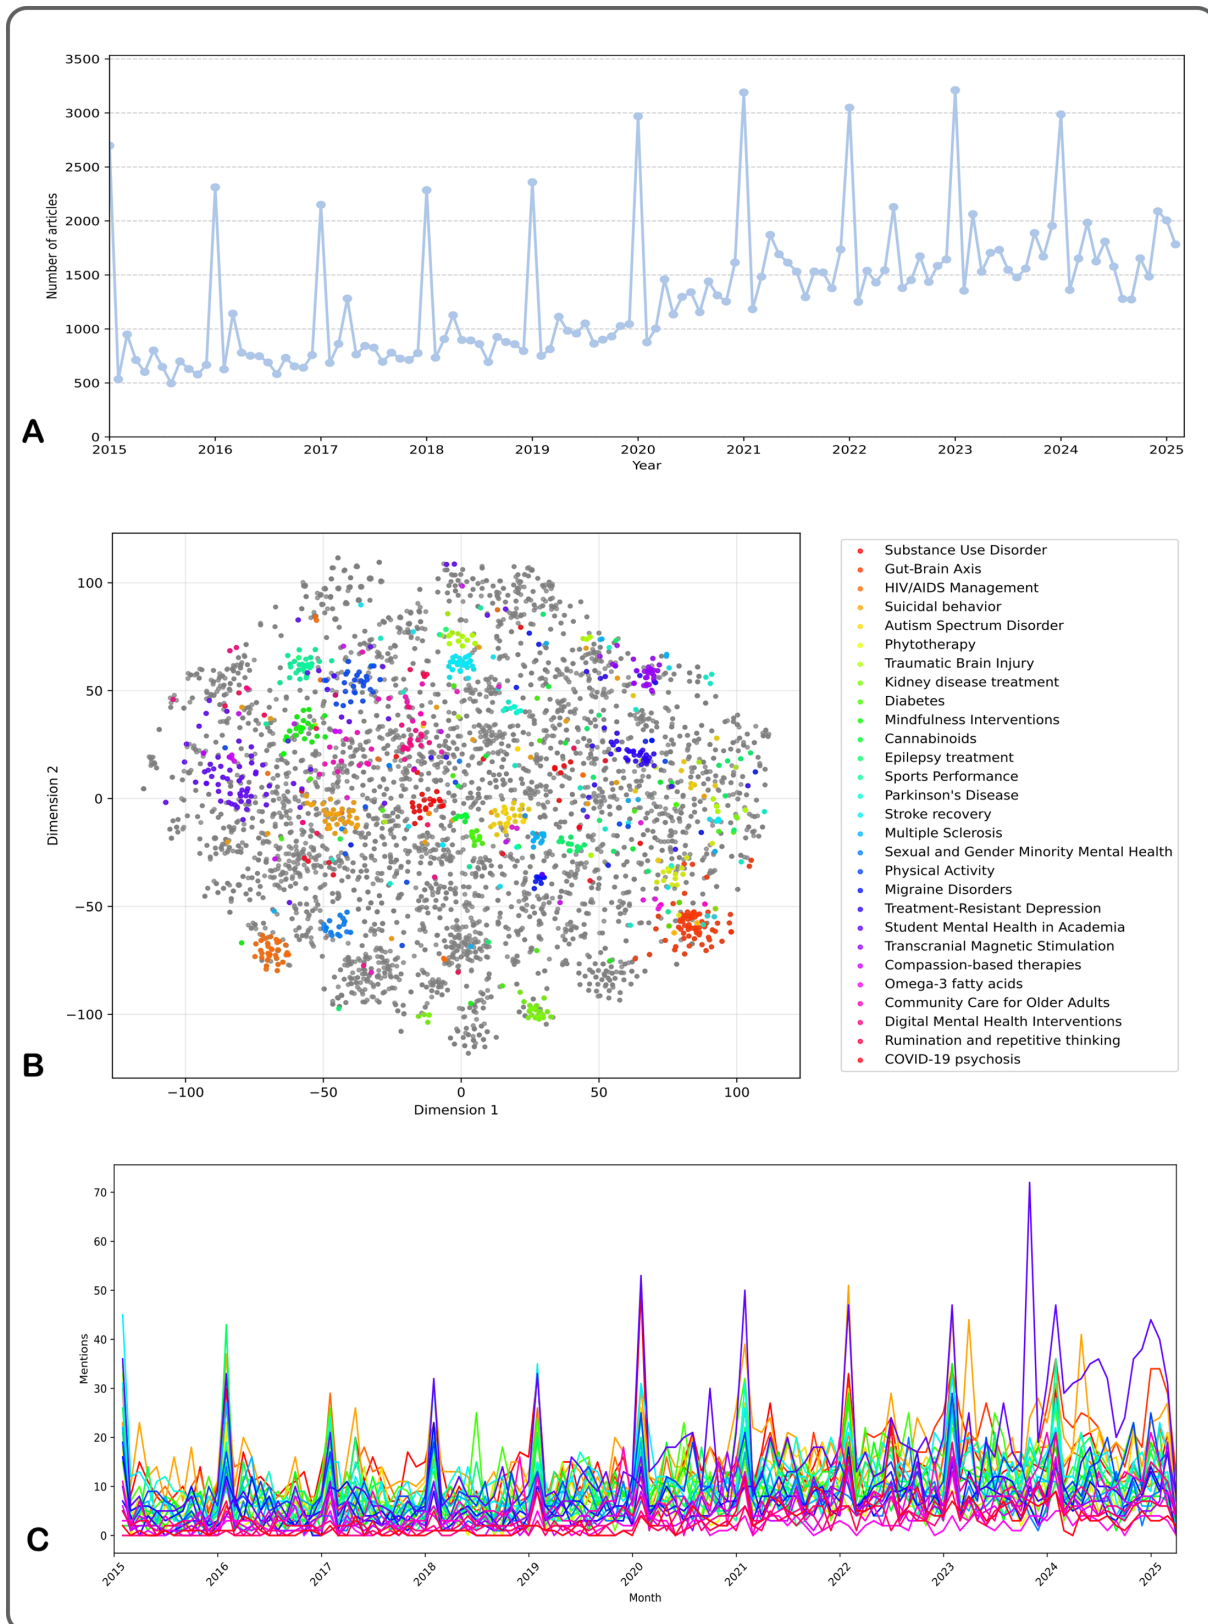 3500
3000
2500
2000
1500
1000
500
0
Number of articles
2015 2016 2017 2018 2019 2020 2021 2022 2023 2024 2025
Year
A
100
50
0
−50
−100
Dimension 2
−100 −50 0 50 100
Dimension 1
Substance Use Disorder
Gut-Brain Axis
HIV/AIDS Management
Suicidal behavior
Autism Spectrum Disorder
Phytotherapy
Traumatic Brain Injury
Kidney disease treatment
Diabetes
Mindfulness Interventions
Cannabinoids
Epilepsy treatment
Sports Performance
Parkinson's Disease
Stroke recovery
Multiple Sclerosis
Sexual and Gender Minority Mental Health
Physical Activity
Migraine Disorders
Treatment-Resistant Depression
Student Mental Health in Academia
Transcranial Magnetic Stimulation
Compassion-based therapies
Omega-3 fatty acids
Community Care for Older Adults
Digital Mental Health Interventions
Rumination and repetitive thinking
COVID-19 psychosis
B
70
60
50
40
30
20
10
0
Mentions
2015 2016 2017 2018 2019 2020 2021 2022 2023 2024 2025
Month
C